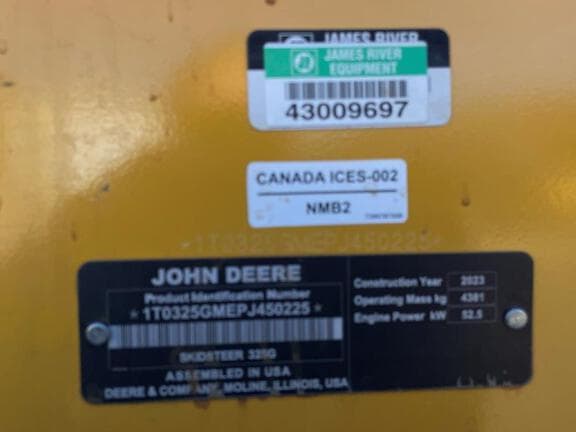 JAMES RIVER
JAMES RIVER
EQUIPMENT
43009697
CANADA ICES-002
NMB2
*1T0325GMEPJ450225*
JOHN DEERE
Product Identification Number
*1T0325GMEPJ450225*
SKIDSTEER 325G
ASSEMBLED IN USA
DEERE & COMPANY, MOLINE, ILLINOIS, USA
Construction Year 2023
Operating Mass kg 4381
Engine Power kW 52.5